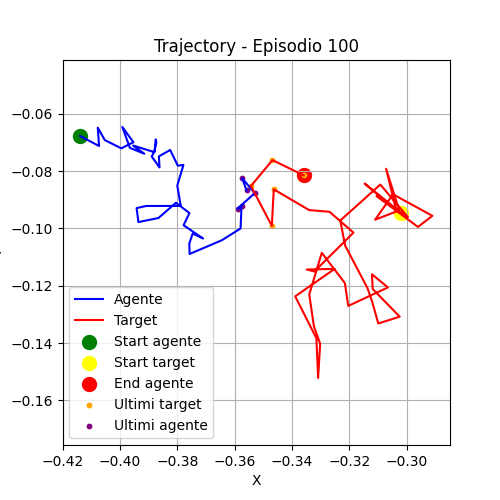 Trajectory - Episodio 100
−0.06
−0.08
−0.10
−0.12
−0.14
−0.16
Agente
Target
Start agente
Start target
End agente
Ultimi target
Ultimi agente
−0.42 −0.40 −0.38 −0.36 −0.34 −0.32 −0.30
X